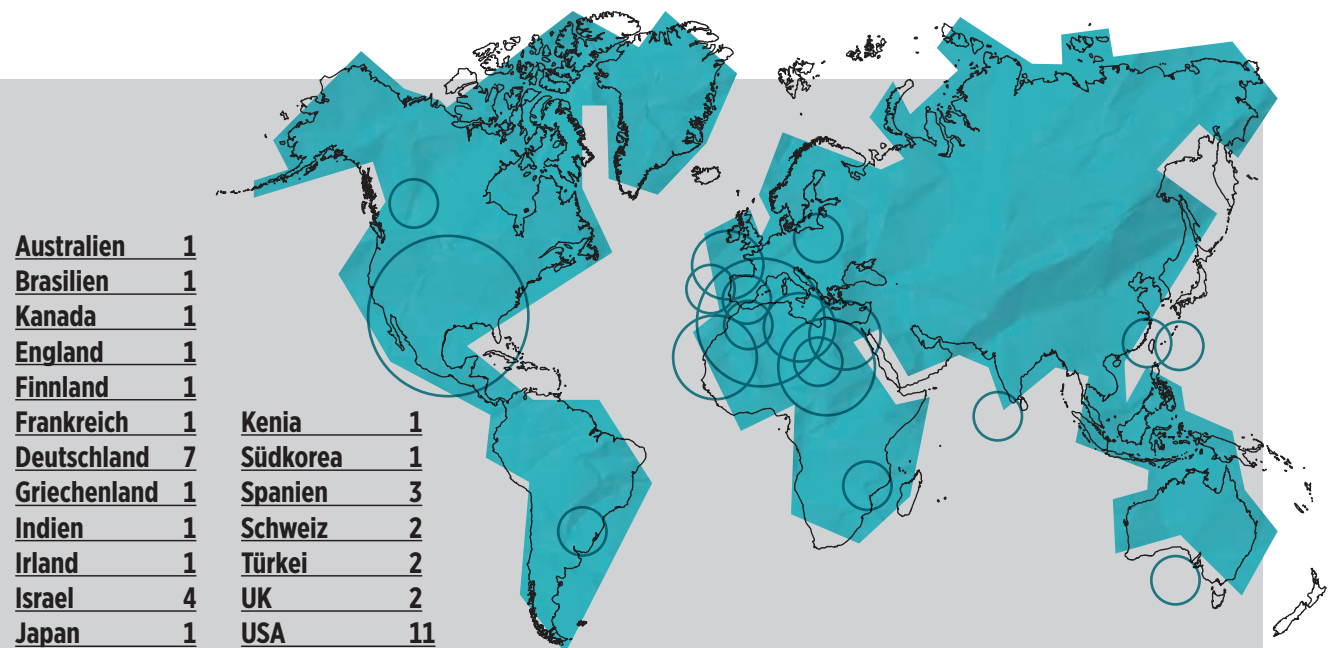 Australien 1
Brasilien 1
Kanada 1
England 1
Finnland 1
Frankreich 1
Deutschland 7
Griechenland 1
Indien 1
Irland 1
Israel 4
Japan 1
Kenia 1
Südkorea 1
Spanien 3
Schweiz 2
Türkei 2
UK 2
USA 11